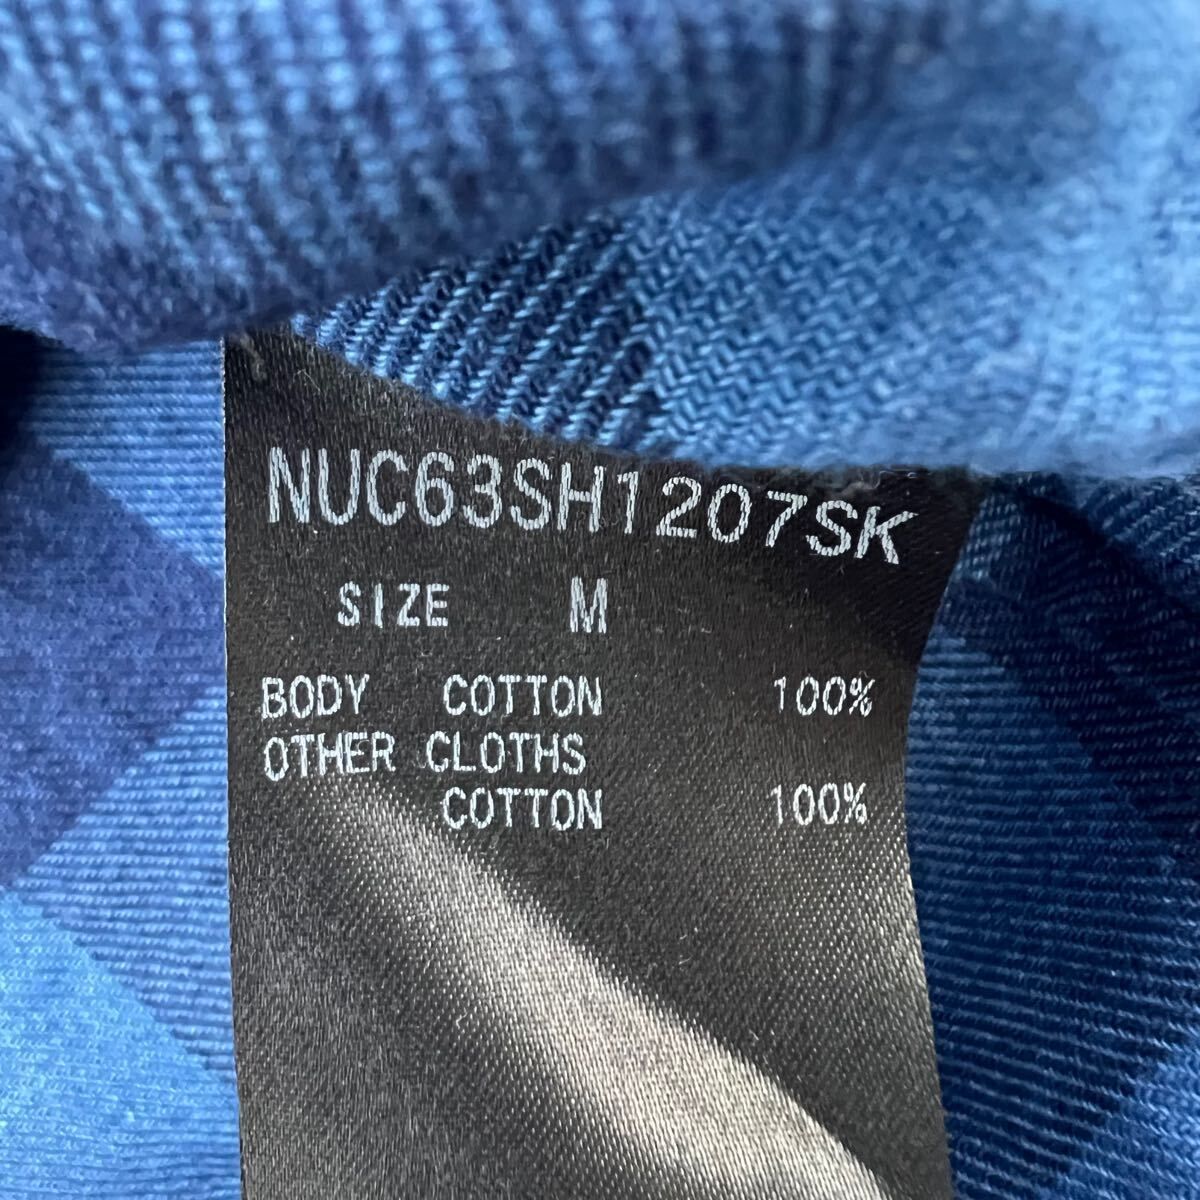 NUC63SH1207SK
SIZE M
BODY COTTON 100%
OTHER CLOTHS
COTTON 100%